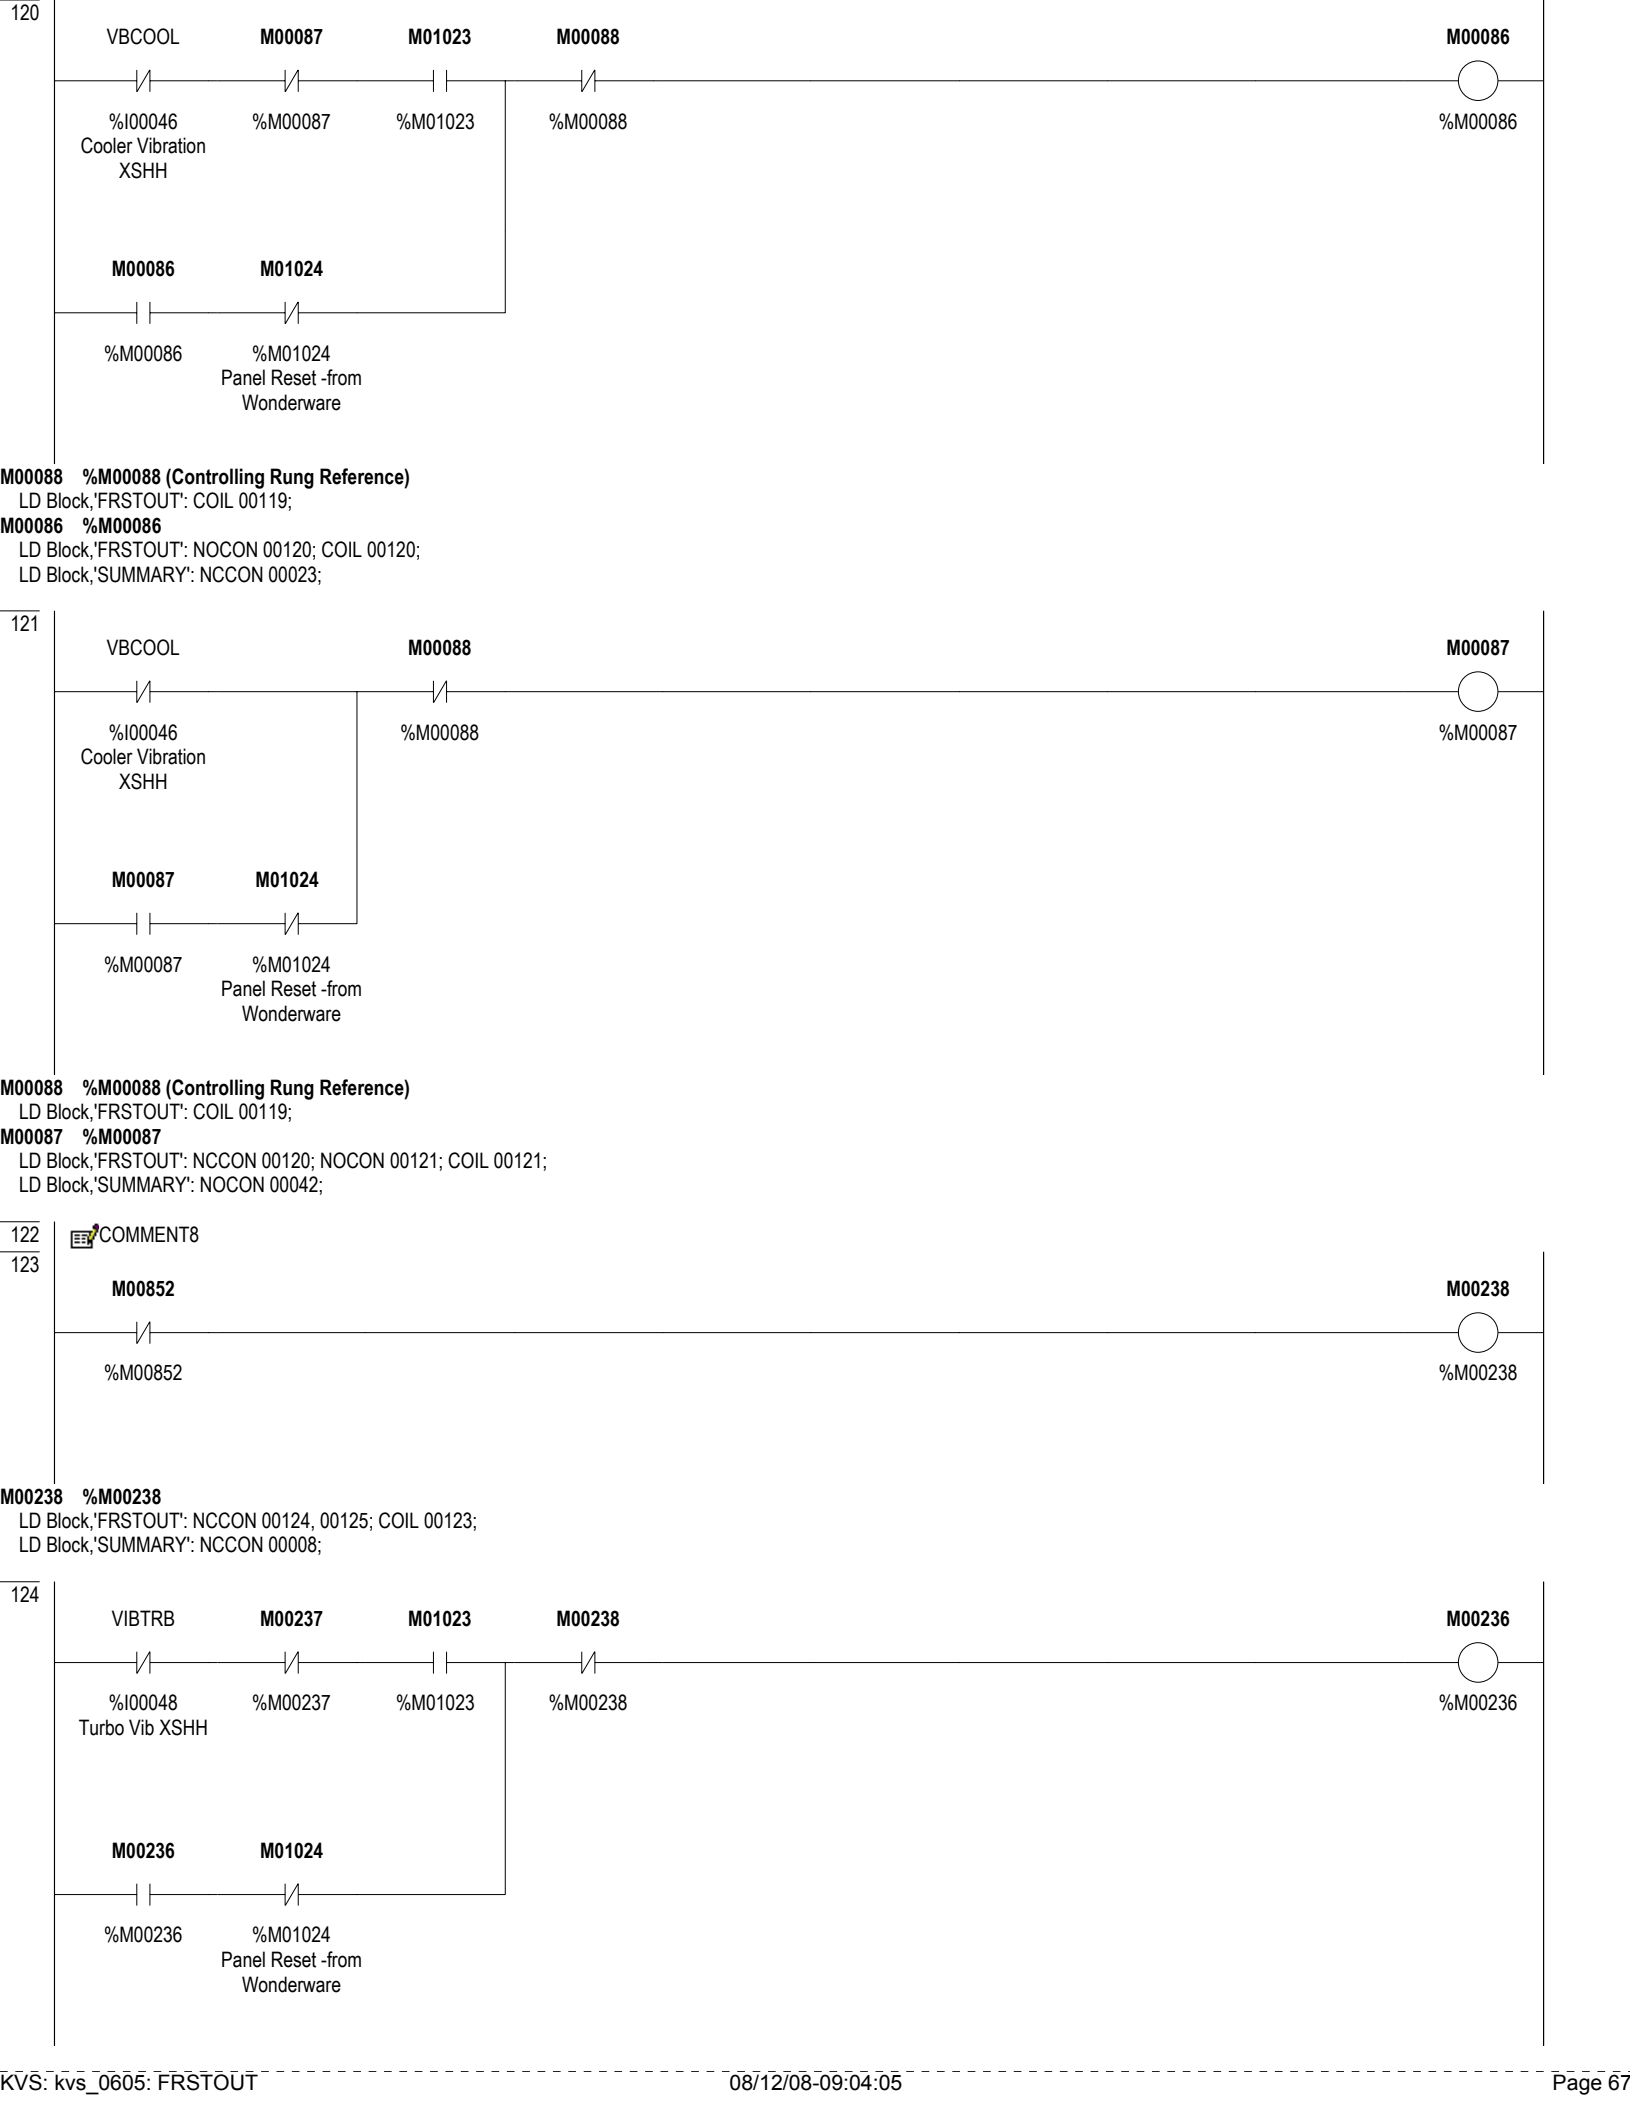 120
VBCOOL M00087 M01023 M00088 M00086
%I00046 %M00087 %M01023 %M00088 %M00086
Cooler Vibration
XSHH
M00086 M01024
%M00086 %M01024
Panel Reset -from
Wonderware
M00088 %M00088 (Controlling Rung Reference)
LD Block,'FRSTOUT': COIL 00119;
M00086 %M00086
LD Block,'FRSTOUT': NOCON 00120; COIL 00120;
LD Block,'SUMMARY': NCCON 00023;
121
VBCOOL M00088 M00087
%I00046 %M00088 %M00087
Cooler Vibration
XSHH
M00087 M01024
%M00087 %M01024
Panel Reset -from
Wonderware
M00088 %M00088 (Controlling Rung Reference)
LD Block,'FRSTOUT': COIL 00119;
M00087 %M00087
LD Block,'FRSTOUT': NCCON 00120; NOCON 00121; COIL 00121;
LD Block,'SUMMARY': NOCON 00042;
122 COMMENT8
123
M00852 M00238
%M00852 %M00238
M00238 %M00238
LD Block,'FRSTOUT': NCCON 00124, 00125; COIL 00123;
LD Block,'SUMMARY': NCCON 00008;
124
VIBTRB M00237 M01023 M00238 M00236
%I00048 %M00237 %M01023 %M00238 %M00236
Turbo Vib XSHH
M00236 M01024
%M00236 %M01024
Panel Reset -from
Wonderware
KVS: kvs_0605: FRSTOUT 08/12/08-09:04:05 Page 67